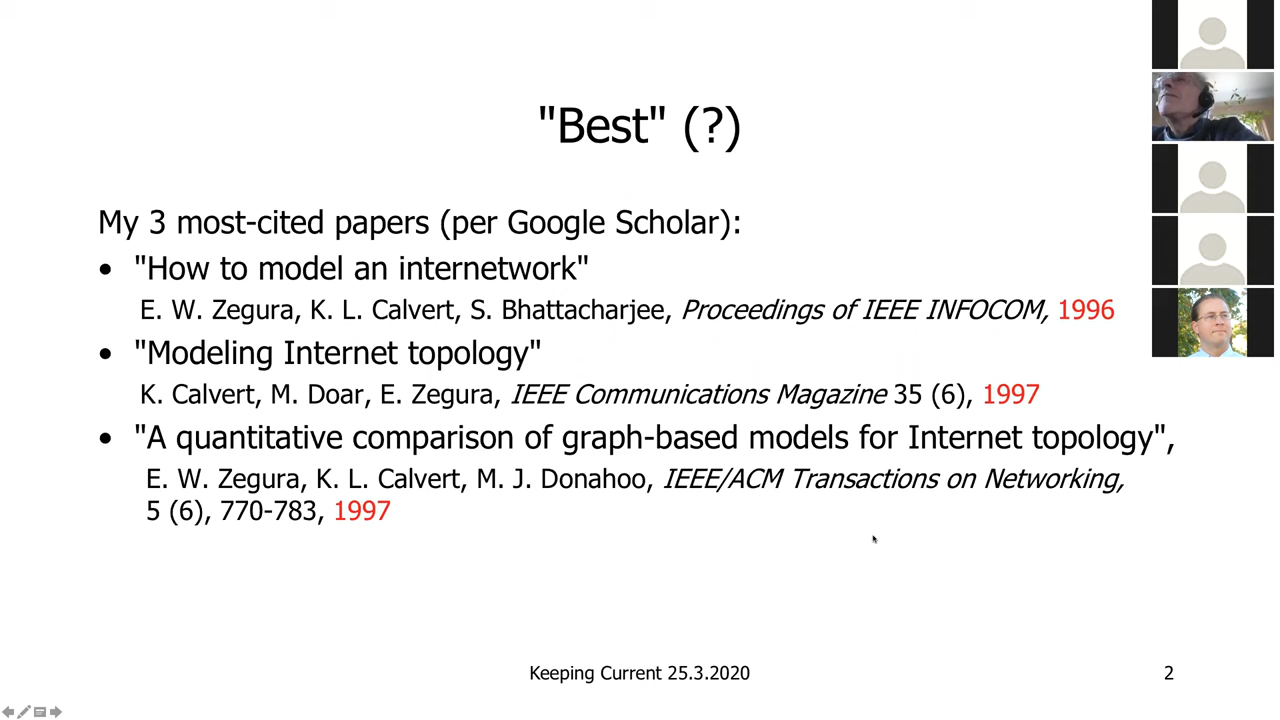 "Best" (?)
My 3 most-cited papers (per Google Scholar):
• "How to model an internetwork"
E. W. Zegura, K. L. Calvert, S. Bhattacharjee, Proceedings of IEEE INFOCOM, 1996
• "Modeling Internet topology"
K. Calvert, M. Doar, E. Zegura, IEEE Communications Magazine 35 (6), 1997
• "A quantitative comparison of graph-based models for Internet topology",
E. W. Zegura, K. L. Calvert, M. J. Donahoo, IEEE/ACM Transactions on Networking,
5 (6), 770-783, 1997
Keeping Current 25.3.2020
2